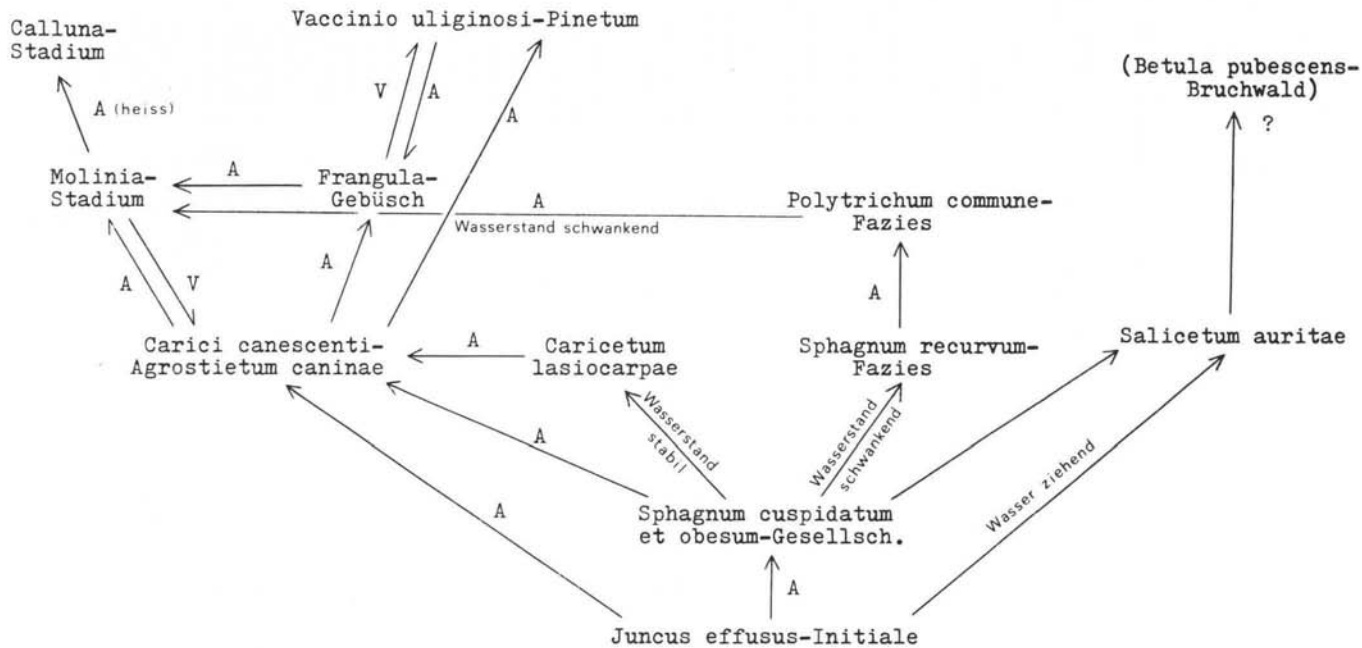 Vaccinio uliginosi-Pinetum
Calluna-
Stadium
(Betula pubescens-
Bruchwald)
?
V
A
A
A (heiss)
A
Molinia-
Stadium
Frangula-
Gebüsch
A
Wasserstand schwankend
Polytrichum commune-
Fazies
A
V
A
A
Carici canescenti-
Agrostietum caninae
A
Caricetum
lasiocarpae
Sphagnum recurvum-
Fazies
Salicetum auritae
A
Wasserstand
stabil
Wasserstand
schwankend
Wasser ziehend
A
Sphagnum cuspidatum
et obesum-Gesellsch.
A
Juncus effusus-Initiale